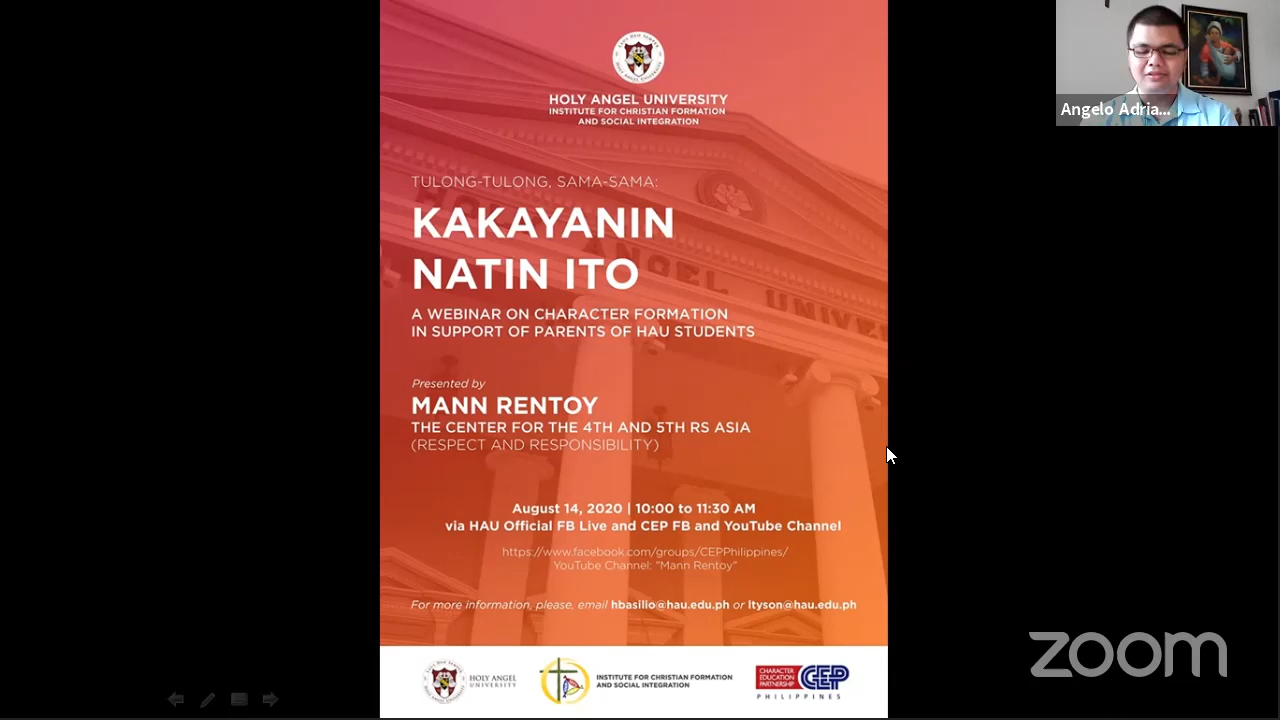 HOLY ANGEL UNIVERSITY
INSTITUTE FOR CHRISTIAN FORMATION
AND SOCIAL INTEGRATION
TULONG-TULONG, SAMA-SAMA:
KAKAYANIN
NATIN ITO
A WEBINAR ON CHARACTER FORMATION
IN SUPPORT OF PARENTS OF HAU STUDENTS
Presented by
MANN RENTOY
THE CENTER FOR THE 4TH AND 5TH RS ASIA
(RESPECT AND RESPONSIBILITY)
August 14, 2020 | 10:00 to 11:30 AM
via HAU Official FB Live and CEP FB and YouTube Channel
https://www.facebook.com/groups/CEPPhilippines/
YouTube Channel: "Mann Rentoy"
For more information, please, email hbasilio@hau.edu.ph or ltyson@hau.edu.ph
HOLY ANGEL
UNIVERSITY
INSTITUTE FOR CHRISTIAN FORMATION
AND SOCIAL INTEGRATION
CHARACTER
EDUCATION
PARTNERSHIP
CEP
PHILIPPINES
Angelo Adria...
zoom